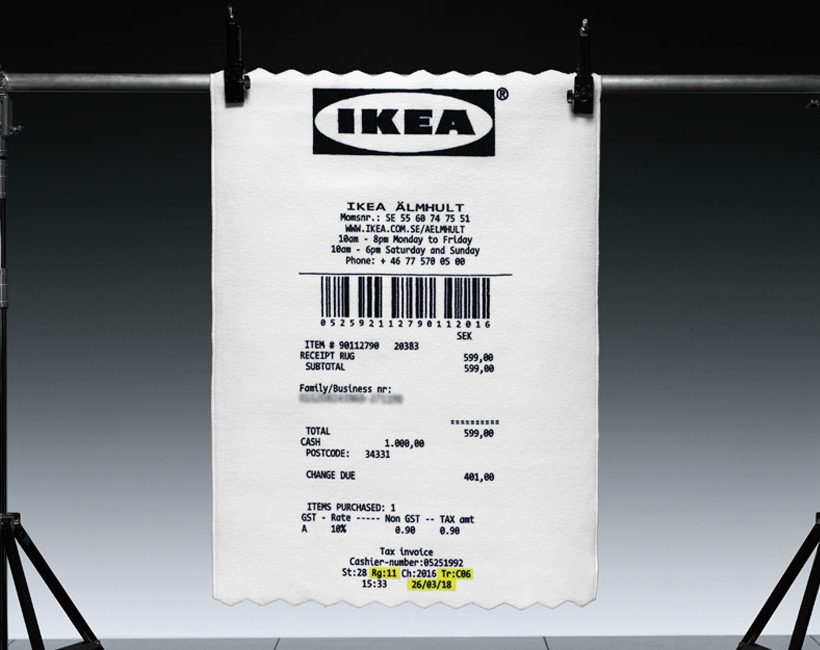 IKEA®
IKEA ÄLMHULT
Momsnr.: SE 55 60 74 75 51
WWW.IKEA.COM.SE/AELMHULT
10am - 8pm Monday to Friday
10am - 6pm Saturday and Sunday
Phone: + 46 77 570 05 00
05259211279011 2016
SEK
ITEM # 90112790 20383
RECEIPT RUG 599,00
SUBTOTAL 599,00
Family/Business nr:
==========
TOTAL 599,00
CASH 1.000,00
POSTCODE: 34331
CHANGE DUE 401,00
ITEMS PURCHASED: 1
GST - Rate ----- Non GST -- TAX amt
A 10% 0.90 0.90
Tax invoice
Cashier-number:05251992
St:28 Rg:11 Ch:2016 Tr:C06
15:33 26/03/18